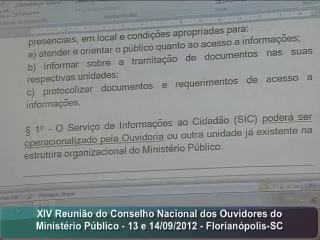 presenciais, em local e condições apropriadas para:
a) atender e orientar o público quanto ao acesso a informações;
b) informar sobre a tramitação de documentos nas suas
respectivas unidades;
c) protocolizar documentos e requerimentos de acesso a
informações.
§ 1º - O Serviço de Informações ao Cidadão (SIC) poderá ser
operacionalizado pela Ouvidoria ou outra unidade já existente na
estrutura organizacional do Ministério Público.
XIV Reunião do Conselho Nacional dos Ouvidores do
Ministério Público - 13 e 14/09/2012 - Florianópolis-SC